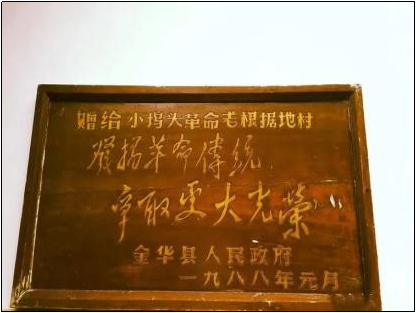 赠给 小坞头革命老根据地村
发扬革命传统
争取更大光荣
金华县人民政府
一九八八年元月